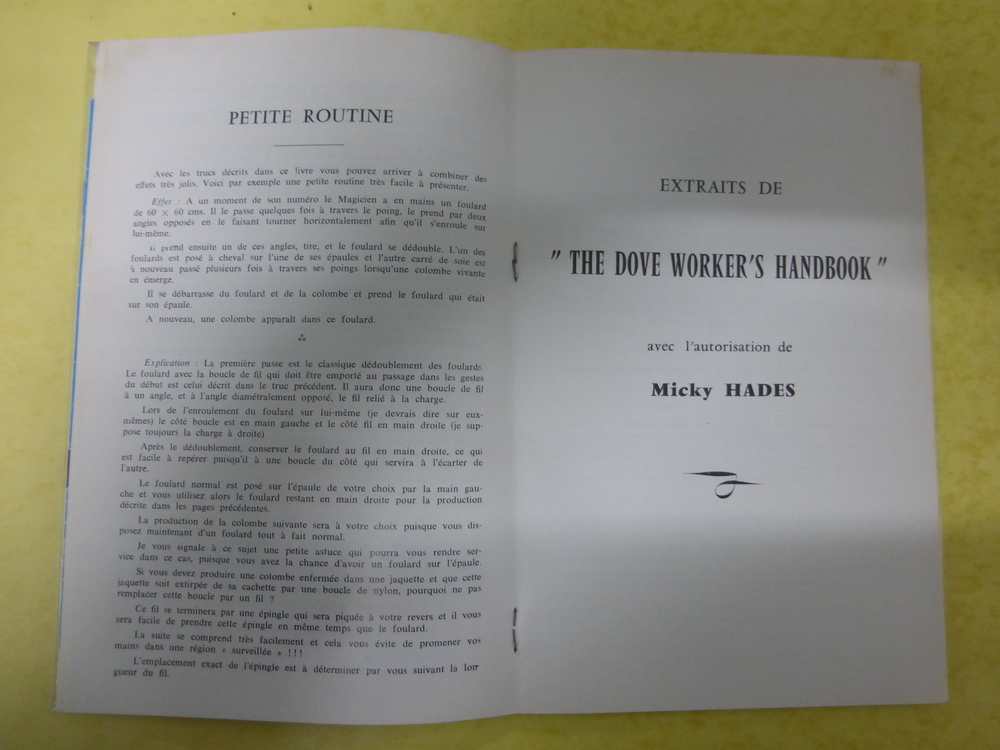 PETITE ROUTINE
Avec les trucs décrits dans ce livre vous pouvez arriver à combiner des
effets très jolis. Voici par exemple une petite routine très facile à présenter.
Effet : A un moment de son numéro le Magicien a en mains un foulard
de 60 × 60 cms. Il le passe quelques fois à travers le poing, le prend par deux
angles opposés en le faisant tourner horizontalement afin qu'il s'enroule sur
lui-même.
Il prend ensuite un de ces angles, tire, et le foulard se dédouble. L'un des
foulards est posé à cheval sur l'une de ses épaules et l'autre carré de soie est
à nouveau passé plusieurs fois à travers ses poings lorsqu'une colombe vivante
en émerge.
Il se débarrasse du foulard et de la colombe et prend le foulard qui était
sur son épaule.
A nouveau, une colombe apparaît dans ce foulard.
Explication : La première passe est le classique dédoublement des foulards.
Le foulard avec la boucle de fil qui doit être emporté au passage dans les gestes
du début est celui décrit dans le truc précédent. Il aura donc une boucle de fil
à un angle, et à l'angle diamétralement opposé, le fil relié à la charge.
Lors de l'enroulement du foulard sur lui-même (je devrais dire sur eux-
mêmes) le côté boucle est en main gauche et le côté fil en main droite (je sup-
pose toujours la charge à droite)
Après le dédoublement, conserver le foulard au fil en main droite, ce qui
est facile à repérer puisqu'il à une boucle du côté qui servira à l'écarter de
l'autre.
Le foulard normal est posé sur l'épaule de votre choix par la main gau-
che et vous utilisez alors le foulard restant en main droite pour la production
décrite dans les pages précédentes.
La production de la colombe suivante sera à votre choix puisque vous dis-
posez maintenant d'un foulard tout à fait normal.
Je vous signale à ce sujet une petite astuce qui pourra vous rendre ser-
vice dans ce cas, puisque vous avez la chance d'avoir un foulard sur l'épaule.
Si vous devez produire une colombe enfermée dans une jaquette et que cette
jaquette soit extirpée de sa cachette par une boucle de nylon, pourquoi ne pas
remplacer cette boucle par un fil ?
Ce fil se terminera par une épingle qui sera piquée à votre revers et il vous
sera facile de prendre cette épingle en même temps que le foulard.
La suite se comprend très facilement et cela vous évite de promener vos
mains dans une région « surveillée » !!!
L'emplacement exact de l'épingle est à déterminer par vous suivant la lon-
gueur du fil.
EXTRAITS DE
" THE DOVE WORKER'S HANDBOOK "
avec l'autorisation de
Micky HADES